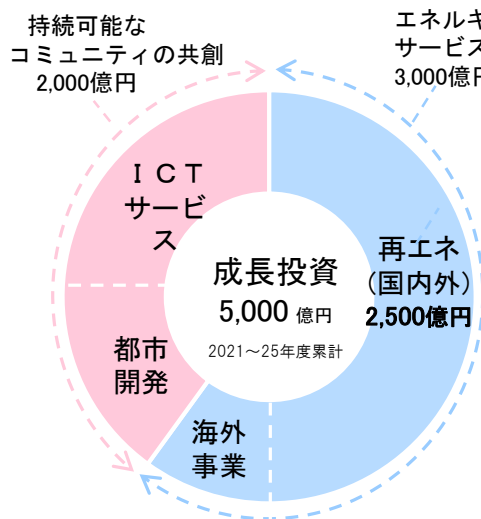 持続可能な
コミュニティの共創
2,000億円
エネルギ
サービス
3,000億円
ＩＣＴ
サービ
ス
成長投資
5,000 億円
2021～25年度累計
再エネ
(国内外)
2,500億円
都市
開発
海外
事業